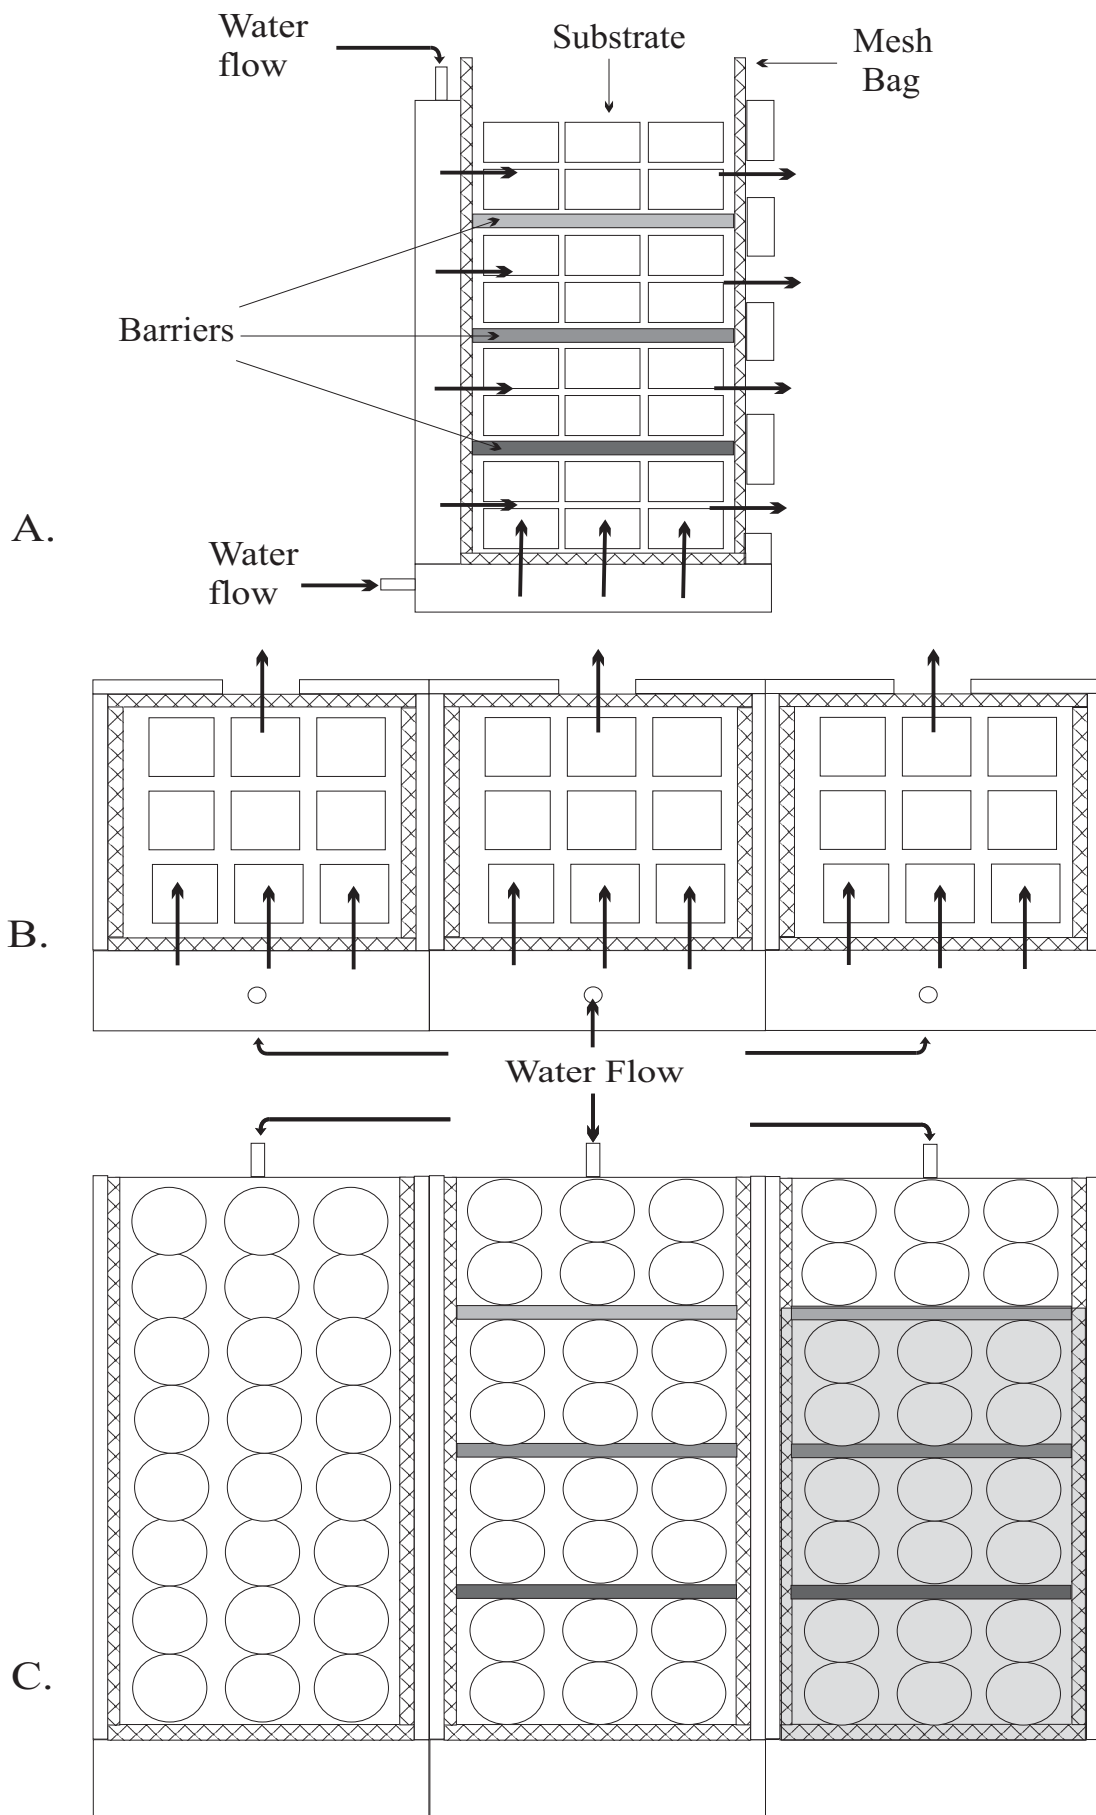 Water
flow
Substrate
Mesh
Bag
Barriers
A.
Water
flow
B.
Water Flow
C.